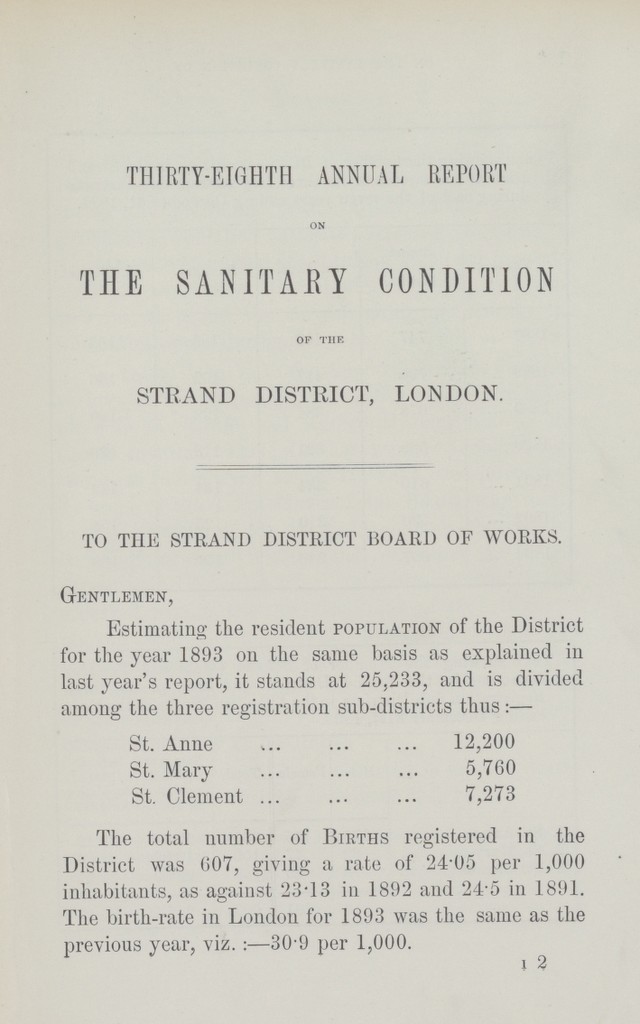 THIRTY-EIGHTH ANNUAL REPORT
ON
THE SANITARY CONDITION
OF THE
STRAND DISTRICT, LONDON.
TO THE STRAND DISTRICT BOARD OF WORKS.
GENTLEMEN,
Estimating the resident POPULATION of the District
for the year 1893 on the same basis as explained in
last year's report, it stands at 25,233, and is divided
among the three registration sub-districts thus :—
St. Anne ... ... ... 12,200
St. Mary ... ... ... 5,760
St. Clement ... ... ... 7,273
The total number of BIRTHS registered in the
District was 607, giving a rate of 24·05 per 1,000
inhabitants, as against 23·13 in 1892 and 24·5 in 1891.
The birth-rate in London for 1893 was the same as the
previous year, viz. :—30·9 per 1,000.
I 2